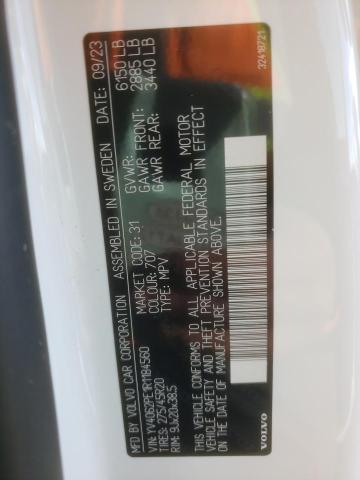 MFD BY VOLVO CAR CORPORATION ASSEMBLED IN SWEDEN DATE: 09/23
VIN: YV4062PE1R1184560
TIRES: 275/45R20
RIM: 9Jx20x38.5
MARKET CODE: 31
COLOUR: 707
TYPE: MPV
GVWR: 6150 LB
GAWR FRONT: 2885 LB
GAWR REAR: 3440 LB
THIS VEHICLE CONFORMS TO ALL APPLICABLE FEDERAL MOTOR
VEHICLE SAFETY AND THEFT PREVENTION STANDARDS IN EFFECT
ON THE DATE OF MANUFACTURE SHOWN ABOVE.
VOLVO
32418721